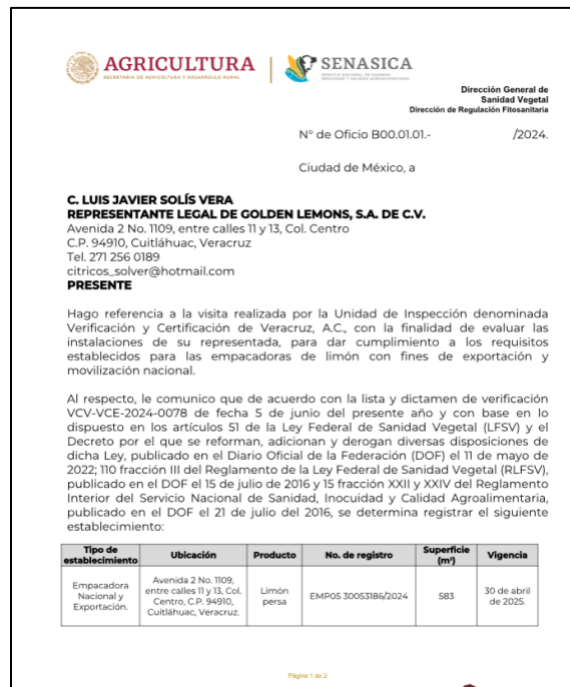 AGRICULTURA
SECRETARÍA DE AGRICULTURA Y DESARROLLO RURAL
SENASICA
SERVICIO NACIONAL DE SANIDAD,
INOCUIDAD Y CALIDAD AGROALIMENTARIA
Dirección General de
Sanidad Vegetal
Dirección de Regulación Fitosanitaria
N° de Oficio B00.01.01.- /2024.
Ciudad de México, a
C. LUIS JAVIER SOLÍS VERA
REPRESENTANTE LEGAL DE GOLDEN LEMONS, S.A. DE C.V.
Avenida 2 No. 1109, entre calles 11 y 13, Col. Centro
C.P. 94910, Cuitláhuac, Veracruz
Tel. 271 256 0189
citricos_solver@hotmail.com
PRESENTE
Hago referencia a la visita realizada por la Unidad de Inspección denominada
Verificación y Certificación de Veracruz, A.C., con la finalidad de evaluar las
instalaciones de su representada, para dar cumplimiento a los requisitos
establecidos para las empacadoras de limón con fines de exportación y
movilización nacional.
Al respecto, le comunico que de acuerdo con la lista y dictamen de verificación
VCV-VCE-2024-0078 de fecha 5 de junio del presente año y con base en lo
dispuesto en los artículos 51 de la Ley Federal de Sanidad Vegetal (LFSV) y el
Decreto por el que se reforman, adicionan y derogan diversas disposiciones de
dicha Ley, publicado en el Diario Oficial de la Federación (DOF) el 11 de mayo de
2022; 110 fracción III del Reglamento de la Ley Federal de Sanidad Vegetal (RLFSV),
publicado en el DOF el 15 de julio de 2016 y 15 fracción XXII y XXIV del Reglamento
Interior del Servicio Nacional de Sanidad, Inocuidad y Calidad Agroalimentaria,
publicado en el DOF el 21 de julio del 2016, se determina registrar el siguiente
establecimiento:
Tipo de establecimiento Ubicación Producto No. de registro Superficie (m²) Vigencia
Empacadora Nacional y Exportación. Avenida 2 No. 1109, entre calles 11 y 13, Col. Centro, C.P. 94910, Cuitláhuac, Veracruz. Limón persa EMP05 30053186/2024 583 30 de abril de 2025.
Página 1 de 2